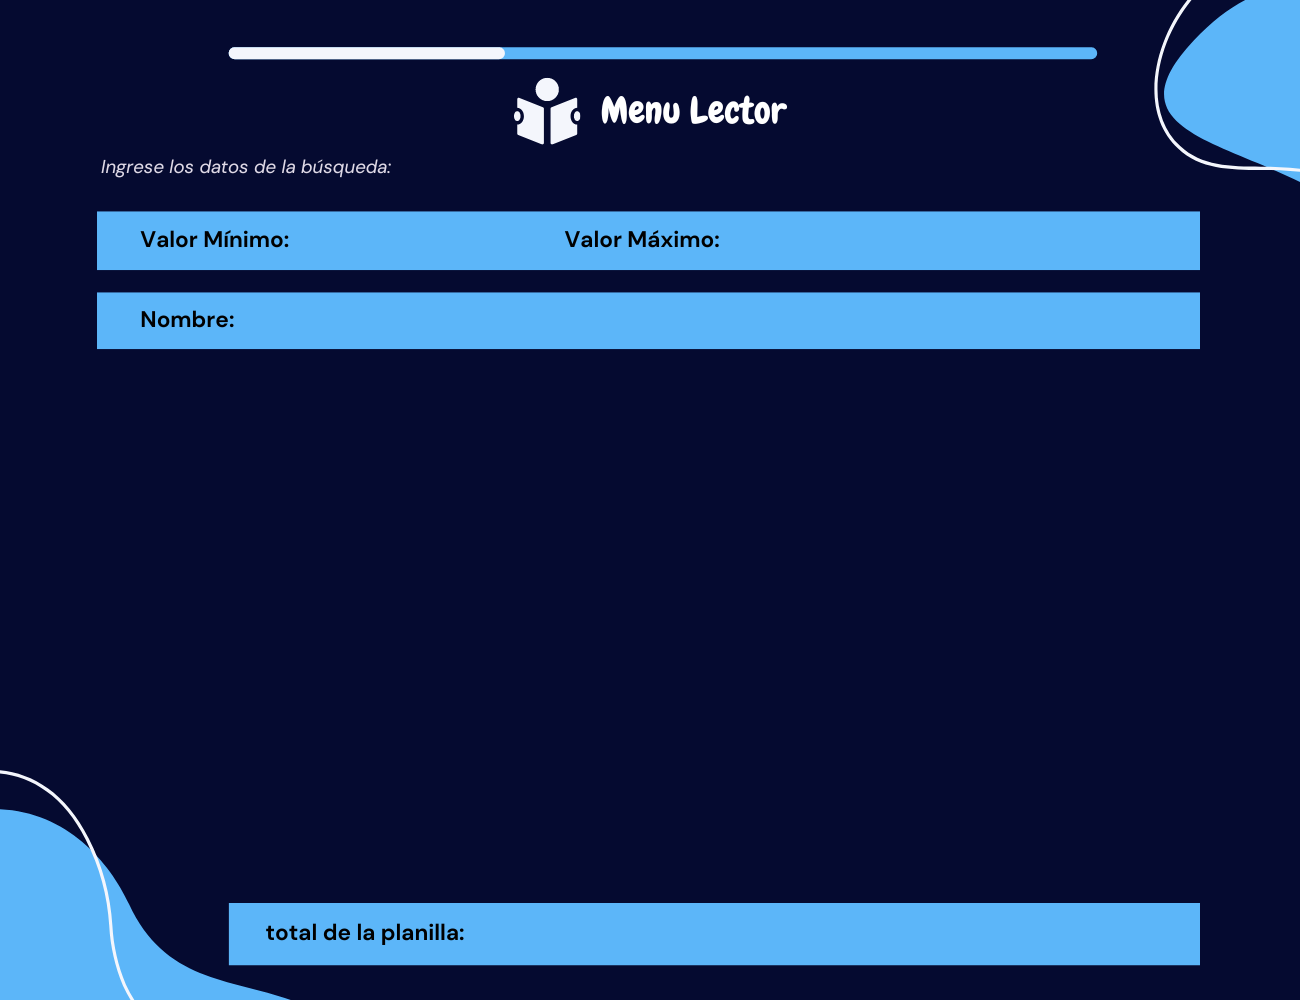 Menu Lector
Ingrese los datos de la búsqueda:
Valor Mínimo: Valor Máximo:
Nombre:
total de la planilla: